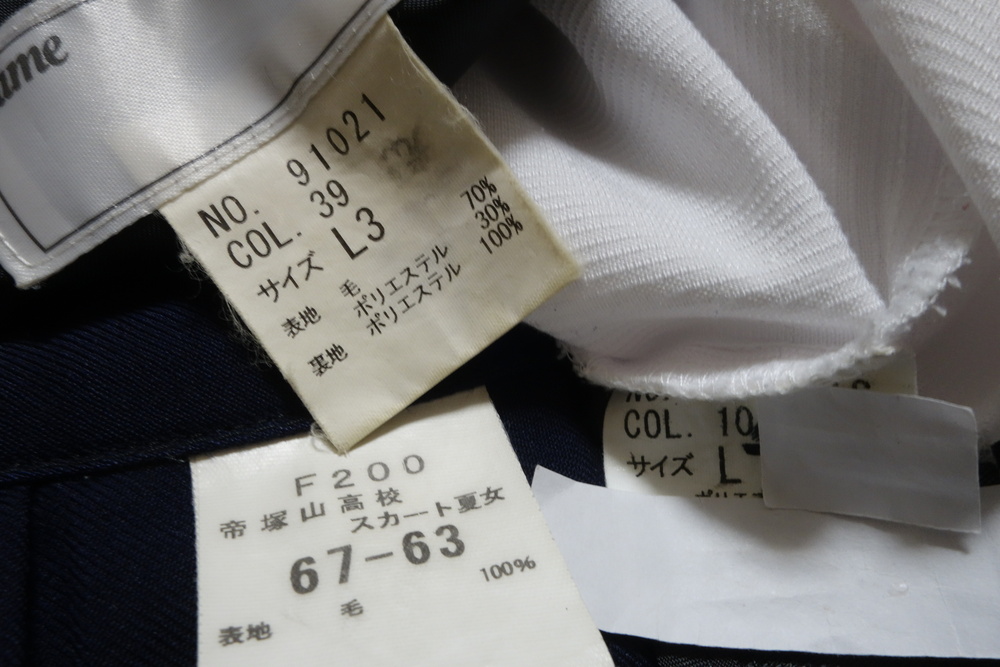 ume
NO. 91021
COL. 39
サイズ L3
表地 毛 70%
ポリエステル 30%
裏地 ポリエステル 100%
F200
帝塚山高校
スカート夏女
67-63
100%
表地 毛
COL. 10
サイズ L